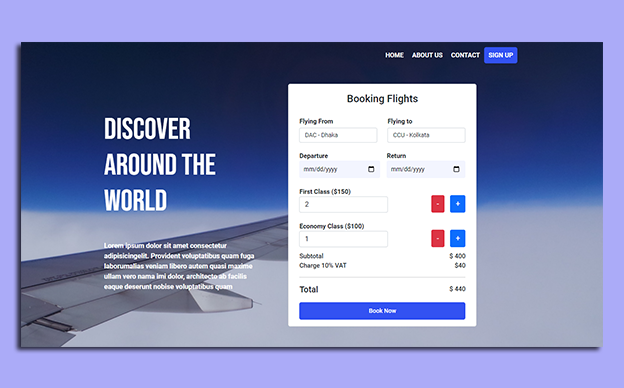 HOME ABOUT US CONTACT SIGN UP
DISCOVER
AROUND THE
WORLD
Lorem ipsum dolor sit amet consectetur
adipisicingelit. Provident voluptatibus quam fuga
laborumalias veniam libero autem quasi maxime
ullam vero nama imi dolor, architecto ab facilis
eaque deserunt nobise voluptatibus quam
Booking Flights
Flying From Flying to
DAC - Dhaka CCU - Kolkata
Departure Return
mm/dd/yyyy mm/dd/yyyy
First Class ($150)
2 - +
Economy Class ($100)
1 - +
Subtotal $ 400
Charge 10% VAT $40
Total $ 440
Book Now